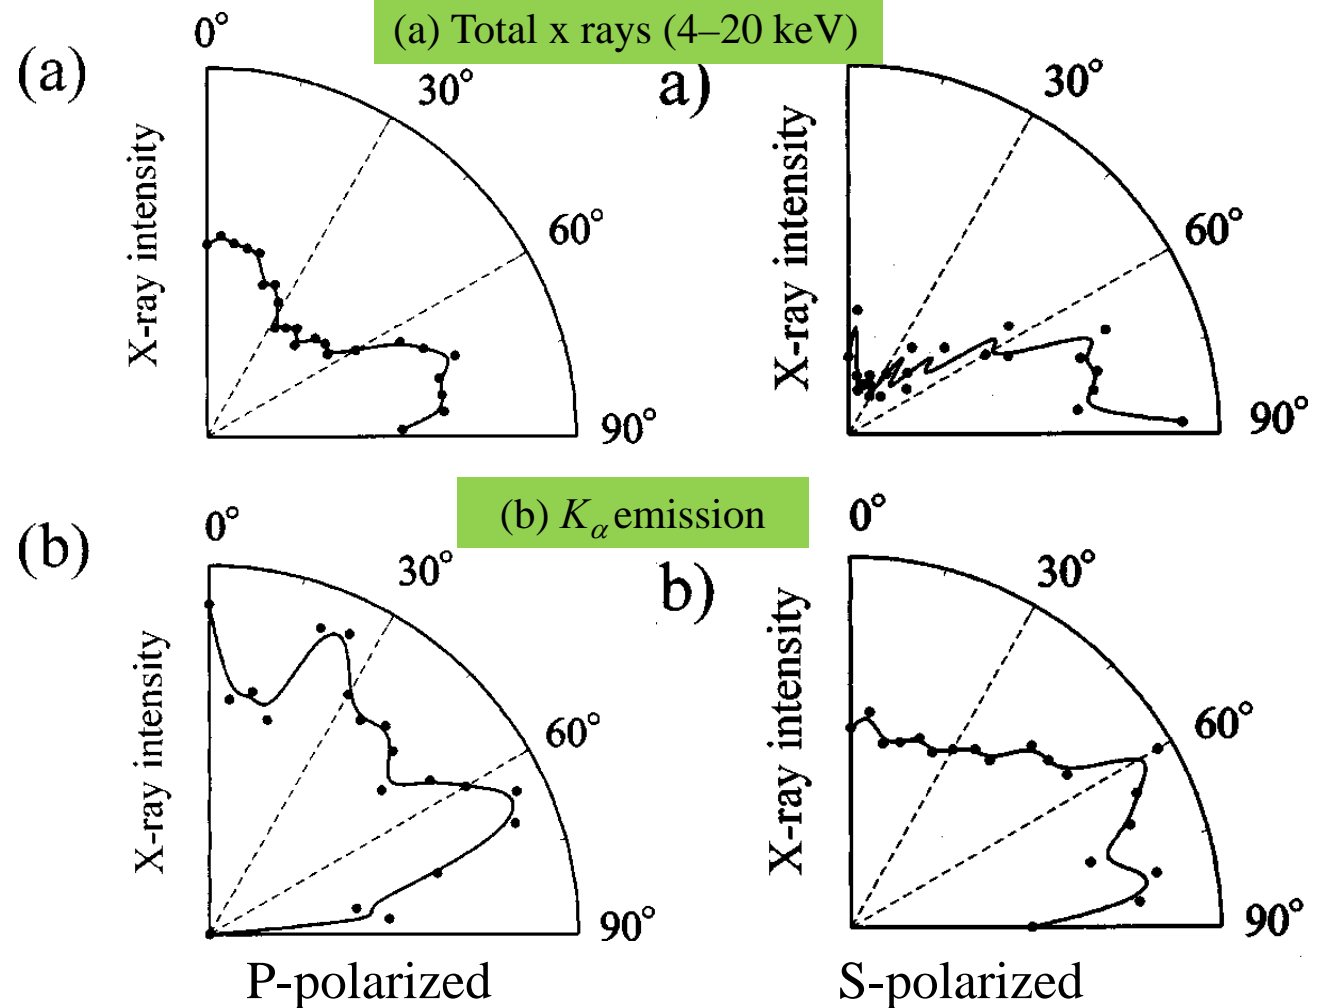 (a) Total x rays (4–20 keV)
(a)
0°
30°
60°
90°
X-ray intensity
a)
30°
60°
90°
X-ray intensity
(b) Kα emission
(b)
0°
30°
60°
90°
X-ray intensity
b)
0°
30°
60°
90°
X-ray intensity
P-polarized
S-polarized